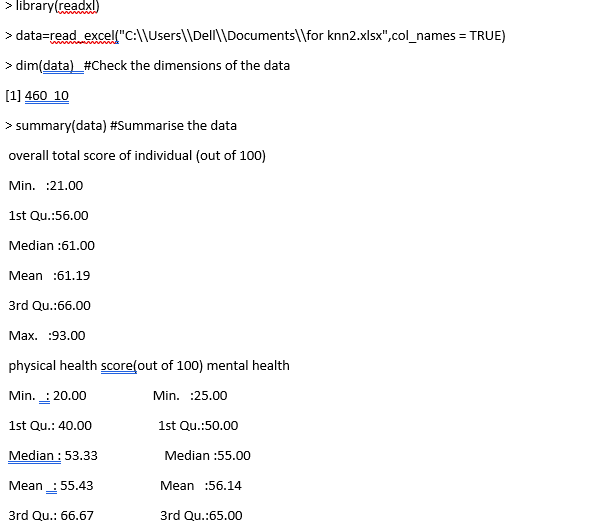 > library(readxl)
> data=read_excel("C:\\Users\\Dell\\Documents\\for knn2.xlsx",col_names = TRUE)
> dim(data)  #Check the dimensions of the data
[1] 460  10
> summary(data) #Summarise the data
overall total score of individual (out of 100)
Min.   :21.00
1st Qu.:56.00
Median :61.00
Mean   :61.19
3rd Qu.:66.00
Max.   :93.00
physical health score(out of 100) mental health
Min.   : 20.00                 Min.   :25.00
1st Qu.: 40.00                 1st Qu.:50.00
Median : 53.33                 Median :55.00
Mean   : 55.43                 Mean   :56.14
3rd Qu.: 66.67                 3rd Qu.:65.00